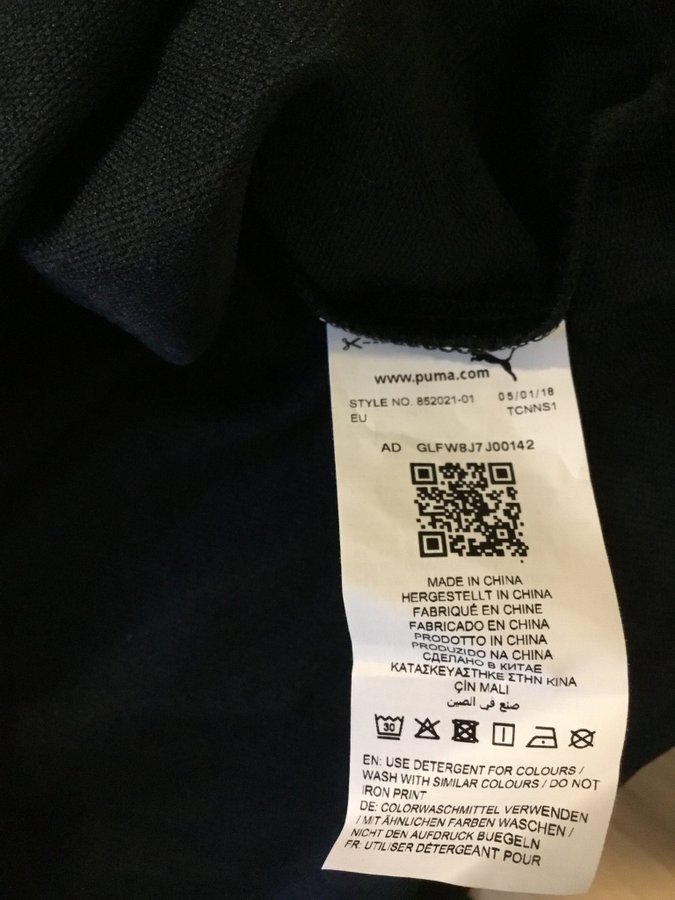 www.puma.com
STYLE NO. 852021-01 05/01/18
EU TCNNS1
AD GLFW8J7J00142
MADE IN CHINA
HERGESTELLT IN CHINA
FABRIQUÉ EN CHINE
FABRICADO EN CHINA
PRODOTTO IN CHINA
PRODUZIDO NA CHINA
СДЕЛАНО В КИТАЕ
ΚΑΤΑΣΚΕΥΑΣΤΗΚΕ ΣΤΗΝ ΚΙΝΑ
ÇİN MALI
صنع في الصين
30
EN: USE DETERGENT FOR COLOURS /
WASH WITH SIMILAR COLOURS / DO NOT
IRON PRINT
DE: COLORWASCHMITTEL VERWENDEN
/ MIT ÄHNLICHEN FARBEN WASCHEN /
NICHT DEN AUFDRUCK BUEGELN
FR: UTILISER DÉTERGEANT POUR